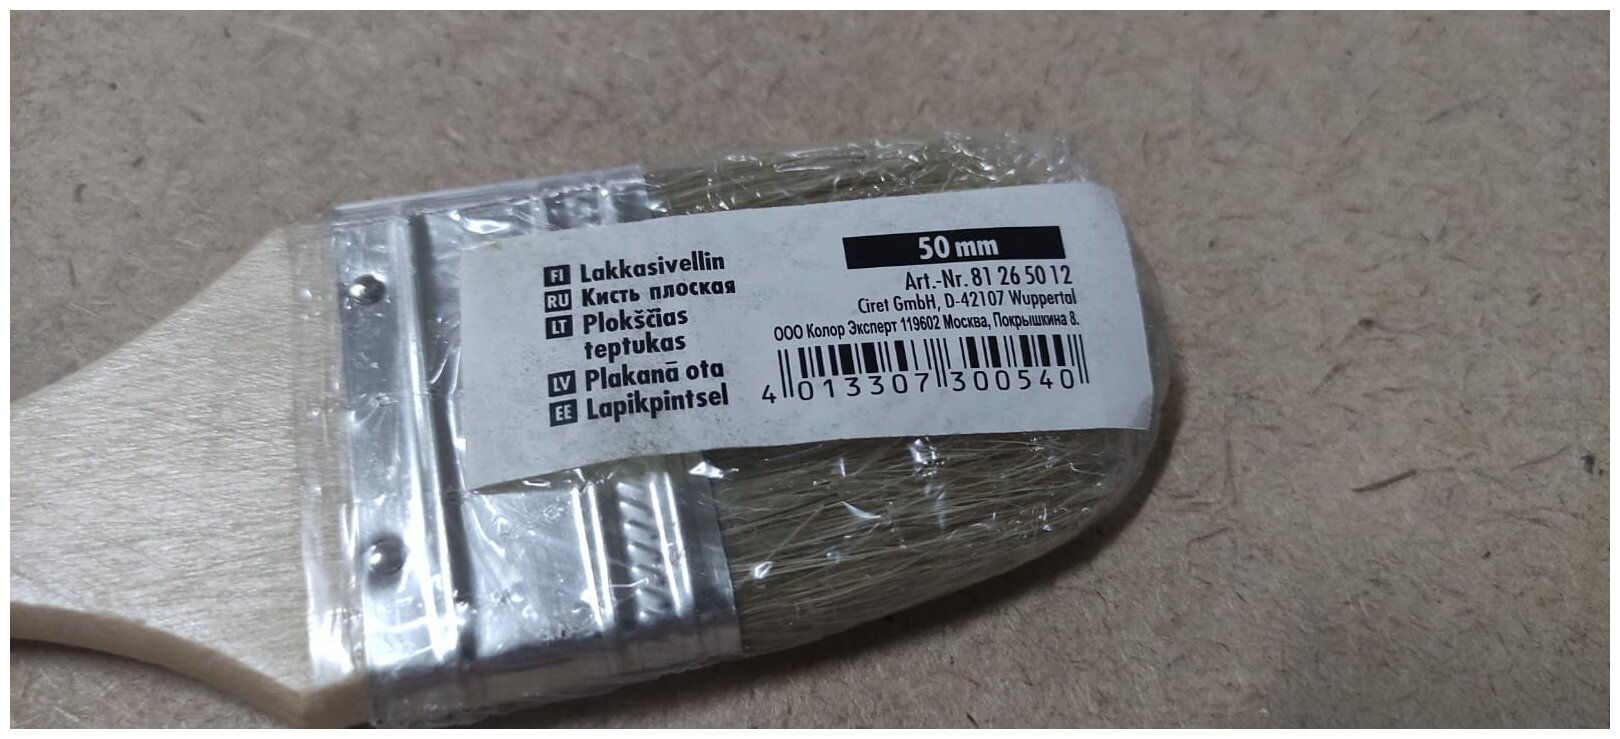 FI Lakkasivellin
RU Кисть плоская
LT Plokščias
teptukas
LV Plakanā ota
EE Lapikpintsel
50 mm
Art.-Nr. 81 26 50 12
Ciret GmbH, D-42107 Wuppertal
ООО Колор Эксперт 119602 Москва, Покрышкина 8.
4 013307 300540